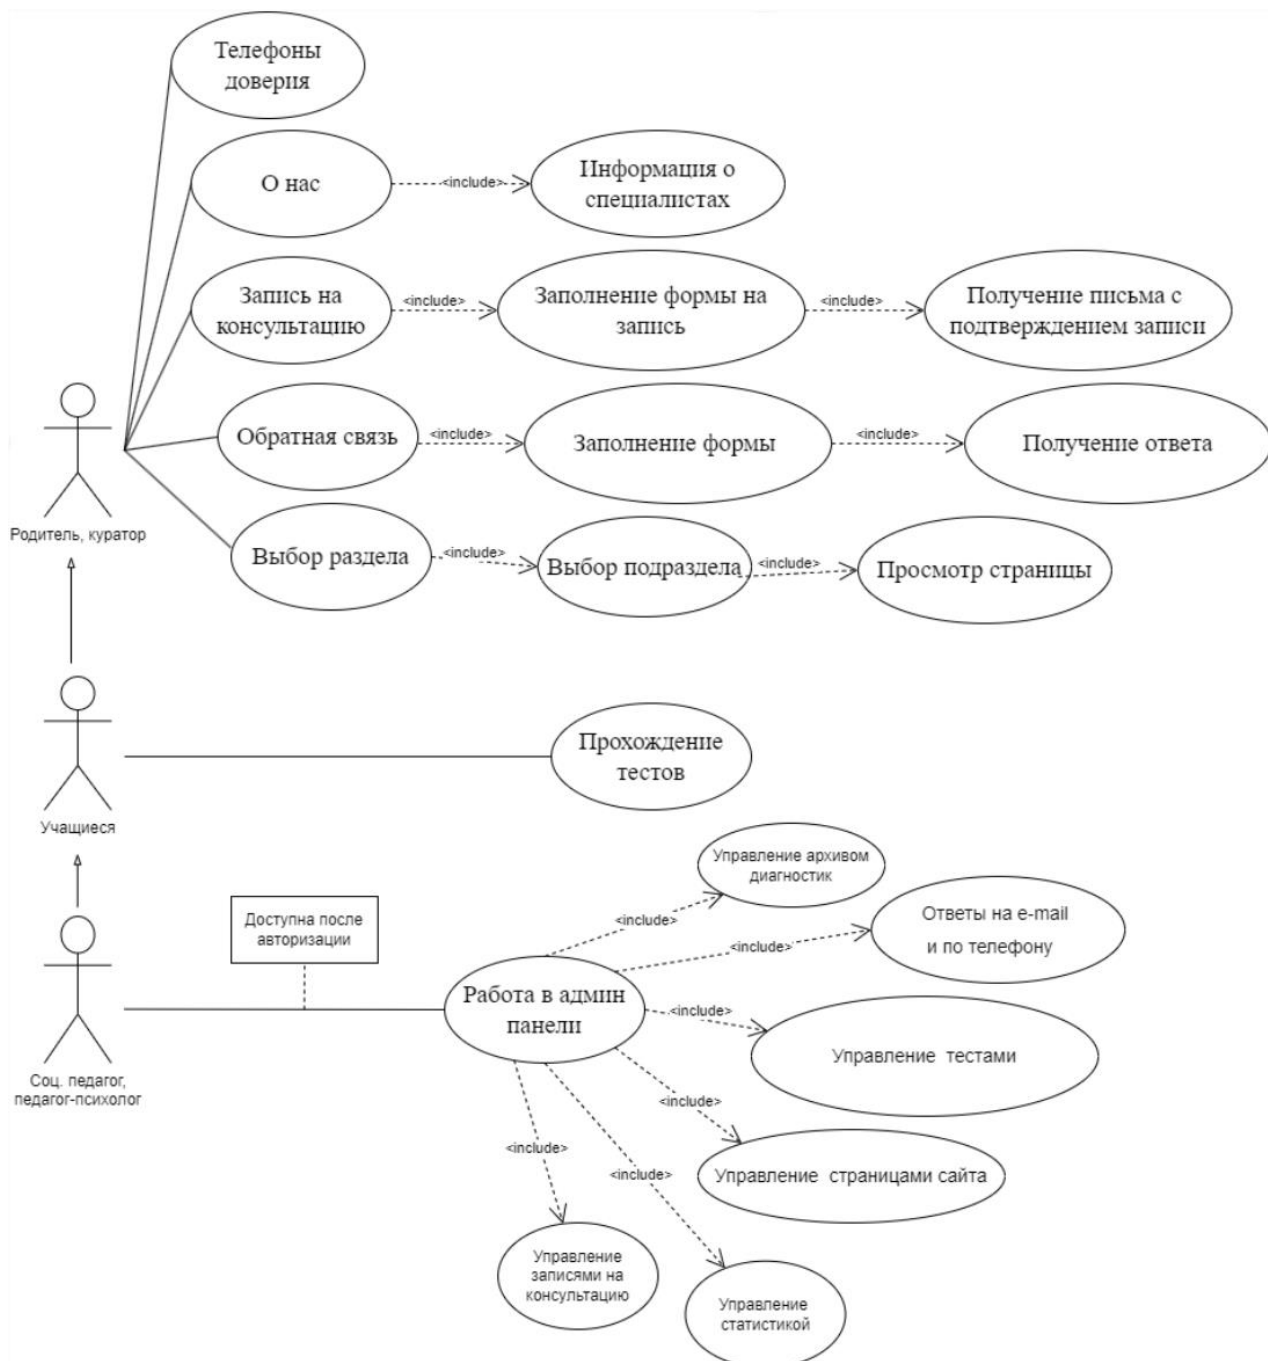 Телефоны
доверия
О нас
<include>
Информация о
специалистах
Запись на
консультацию
<include>
Заполнение формы на
запись
<include>
Получение письма с
подтверждением записи
Обратная связь
<include>
Заполнение формы
<include>
Получение ответа
Родитель, куратор
Выбор раздела
<include>
Выбор подраздела
<include>
Просмотр страницы
Прохождение
тестов
Учащиеся
Управление архивом
диагностик
Доступна после
авторизации
<include>
Ответы на e-mail
и по телефону
<include>
Работа в админ
панели
<include>
Управление тестами
Соц. педагог,
педагог-психолог
<include>
<include>
<include>
Управление страницами сайта
Управление
записями на
консультацию
Управление
статистикой